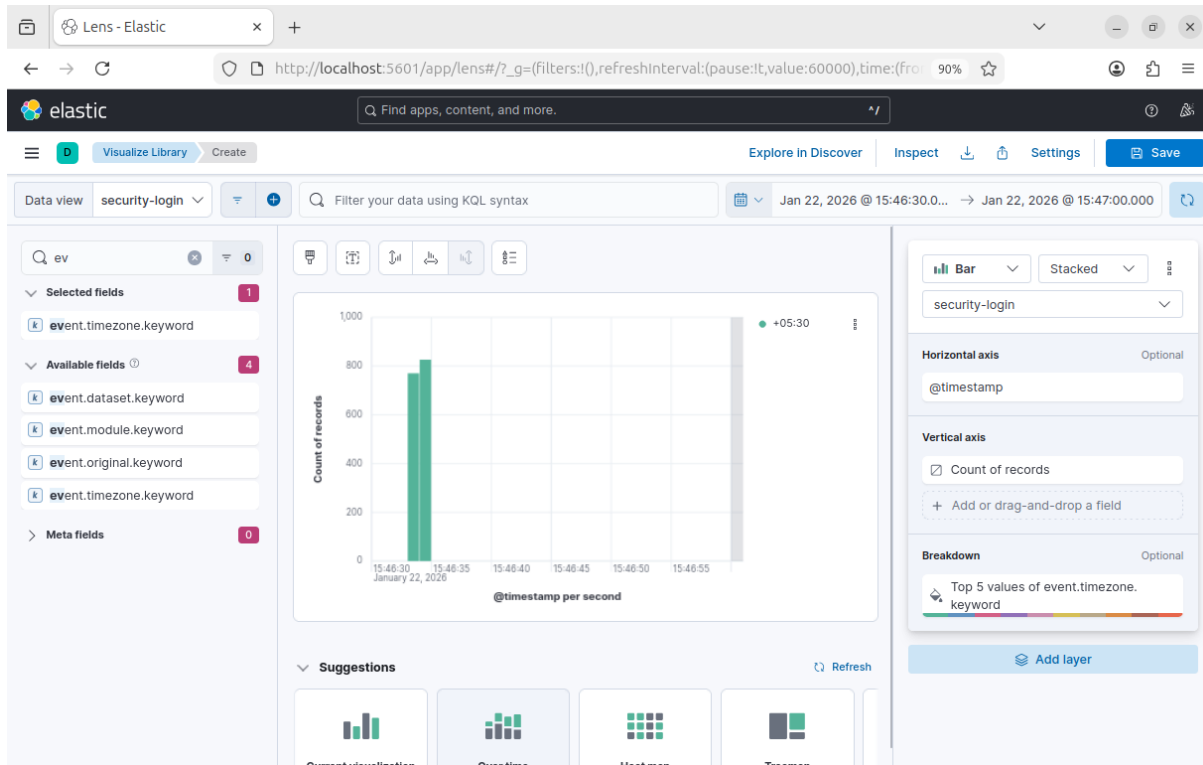 Lens - Elastic
http://localhost:5601/app/lens#/?_g=(filters:!(),refreshInterval:(pause:!t,value:60000),time:(fro
90%
elastic
Find apps, content, and more.
^/
D
Visualize Library
Create
Explore in Discover
Inspect
Settings
Save
Data view
security-login
Filter your data using KQL syntax
Jan 22, 2026 @ 15:46:30.0...
Jan 22, 2026 @ 15:47:00.000
ev
0
Selected fields
1
k event.timezone.keyword
Available fields
4
k event.dataset.keyword
k event.module.keyword
k event.original.keyword
k event.timezone.keyword
Meta fields
0
1,000
800
600
400
200
0
Count of records
15:46:30
15:46:35
15:46:40
15:46:45
15:46:50
15:46:55
January 22, 2026
@timestamp per second
+05:30
Suggestions
Refresh
Current visualization
Over time
Heat map
Treemap
Bar
Stacked
security-login
Horizontal axis
Optional
@timestamp
Vertical axis
Count of records
Add or drag-and-drop a field
Breakdown
Optional
Top 5 values of event.timezone.
keyword
Add layer